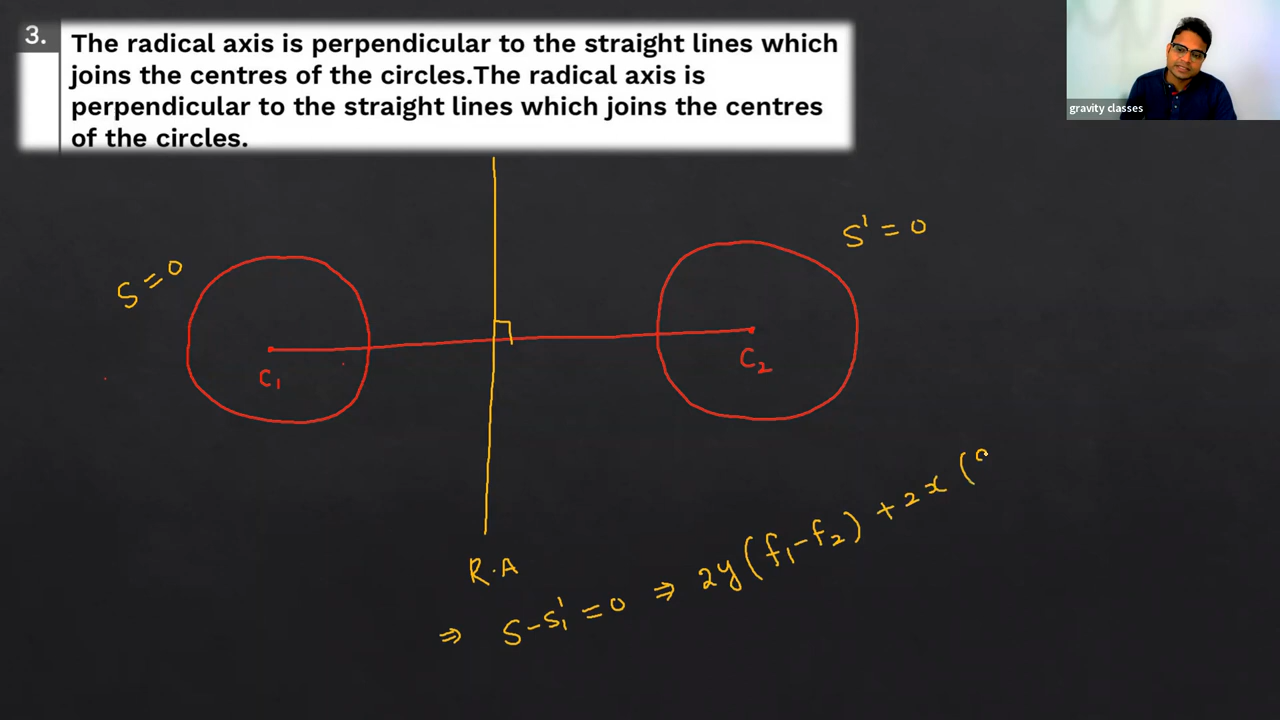 3.
The radical axis is perpendicular to the straight lines which
joins the centres of the circles.The radical axis is
perpendicular to the straight lines which joins the centres
of the circles.
gravity classes
S = 0
S' = 0
C₁
C₂
R.A
⇒ S - S₁' = 0 ⇒ 2y(f₁-f₂) + 2x (